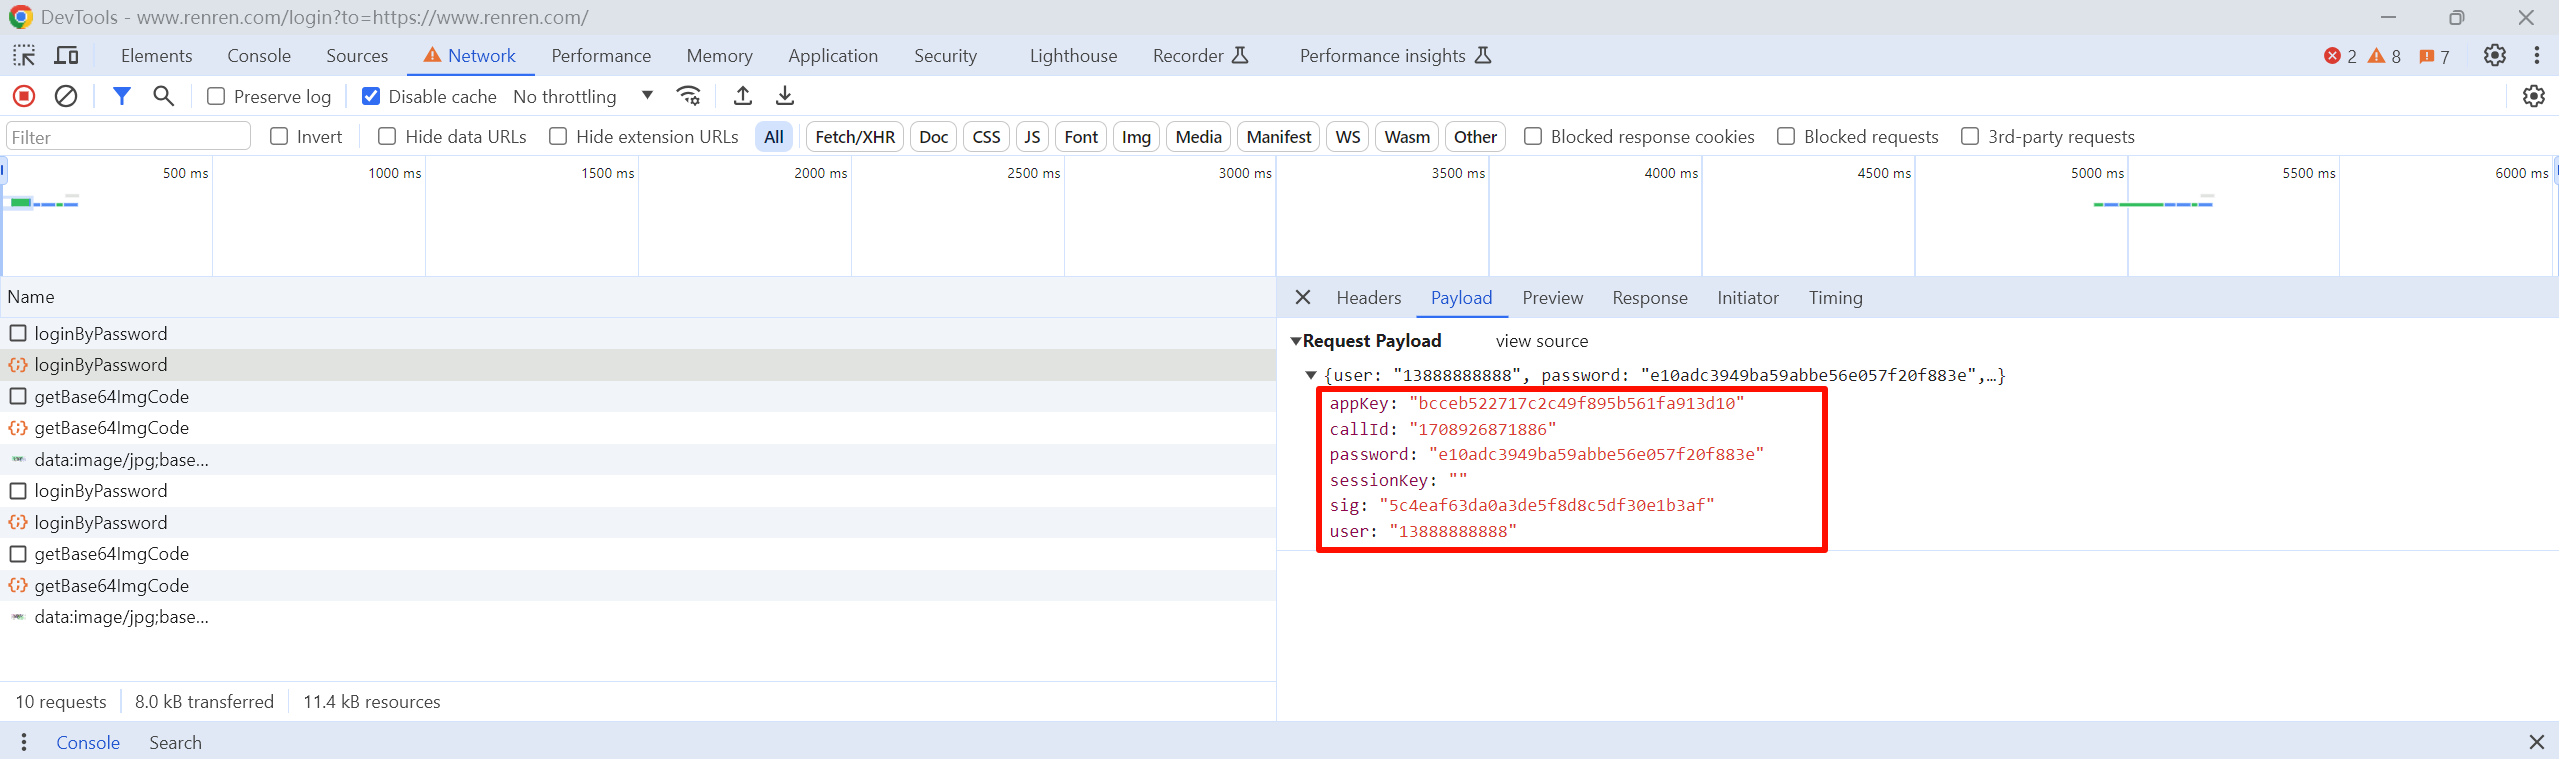 DevTools - www.renren.com/login?to=https://www.renren.com/
Elements Console Sources Network Performance Memory Application Security Lighthouse Recorder Performance insights 2 8 7
Preserve log Disable cache No throttling
Filter Invert Hide data URLs Hide extension URLs All Fetch/XHR Doc CSS JS Font Img Media Manifest WS Wasm Other Blocked response cookies Blocked requests 3rd-party requests
500 ms 1000 ms 1500 ms 2000 ms 2500 ms 3000 ms 3500 ms 4000 ms 4500 ms 5000 ms 5500 ms 6000 ms
Name
loginByPassword
loginByPassword
getBase64ImgCode
getBase64ImgCode
data:image/jpg;base...
loginByPassword
loginByPassword
getBase64ImgCode
getBase64ImgCode
data:image/jpg;base...
10 requests 8.0 kB transferred 11.4 kB resources
Headers Payload Preview Response Initiator Timing
Request Payload view source
{user: "13888888888", password: "e10adc3949ba59abbe56e057f20f883e",…}
appKey: "bcceb522717c2c49f895b561fa913d10"
callId: "1708926871886"
password: "e10adc3949ba59abbe56e057f20f883e"
sessionKey: ""
sig: "5c4eaf63da0a3de5f8d8c5df30e1b3af"
user: "13888888888"
Console Search